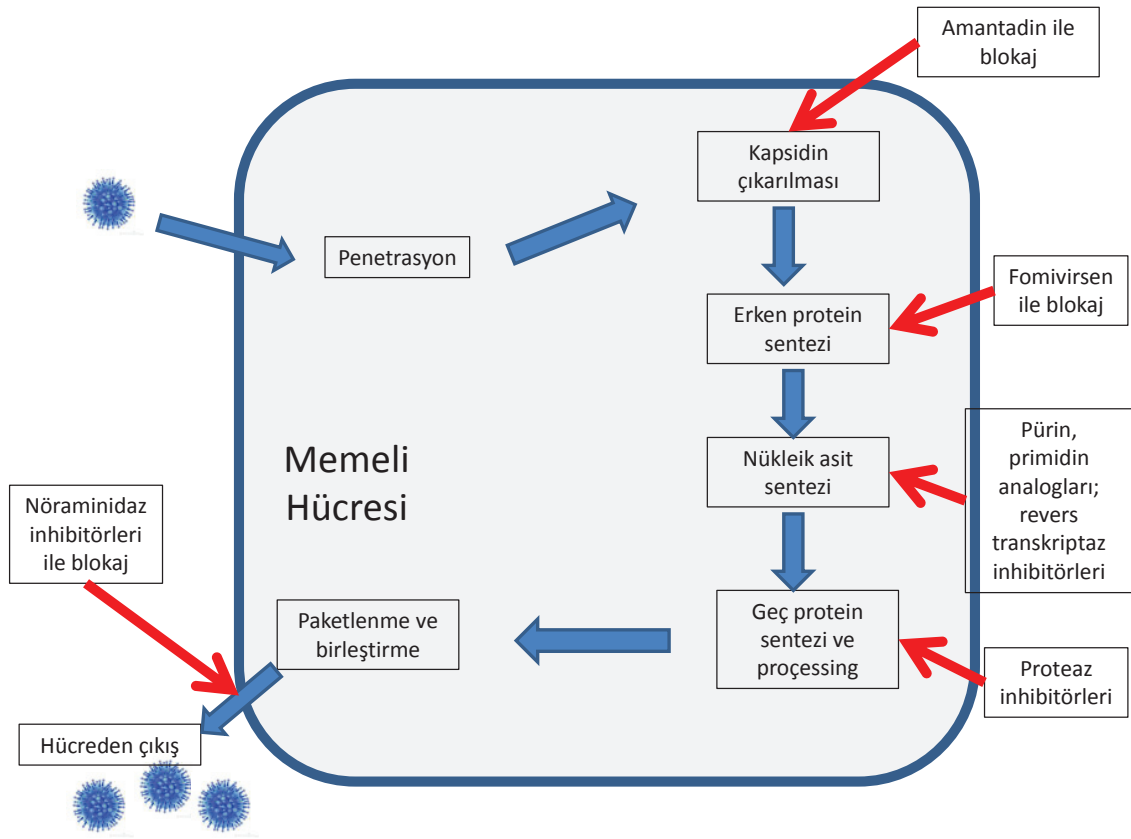 Amantadin ile
blokaj
Kapsidin
çıkarılması
Penetrasyon
Fomivirsen
ile blokaj
Erken protein
sentezi
Pürin,
primidin
analogları;
revers
transkriptaz
inhibitörleri
Nükleik asit
sentezi
Memeli
Hücresi
Nöraminidaz
inhibitörleri
ile blokaj
Geç protein
sentezi ve
proçessing
Paketlenme ve
birleştirme
Proteaz
inhibitörleri
Hücreden çıkış